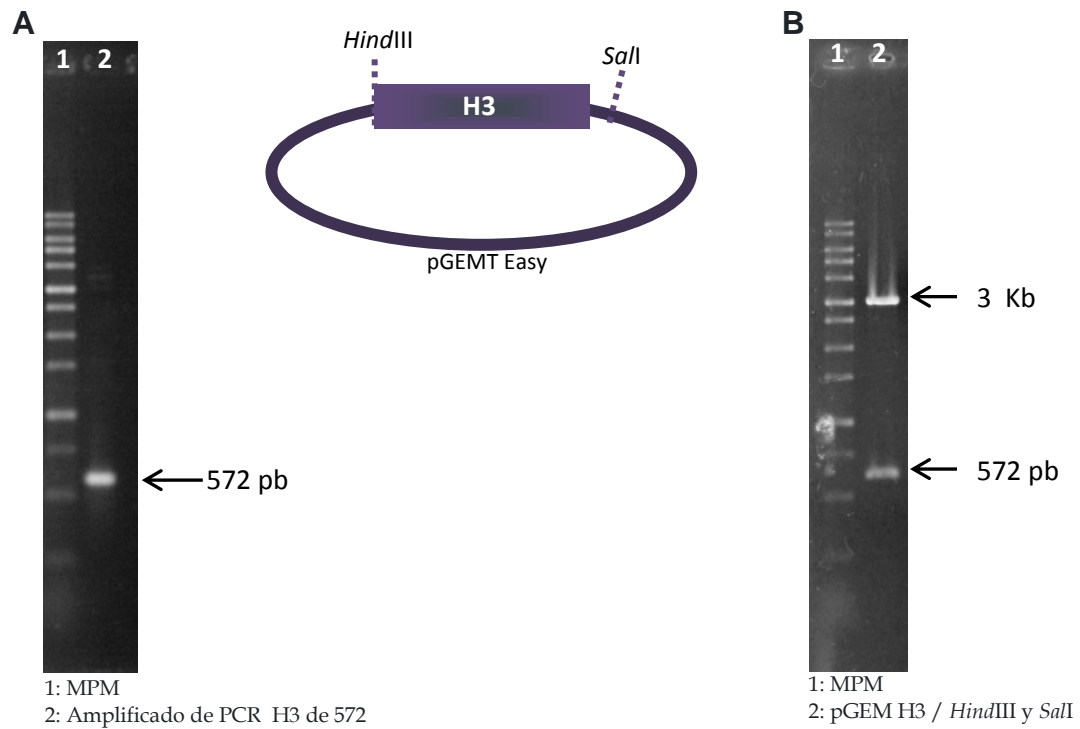 A
1 2
HindIII
SalI
H3
pGEMT Easy
572 pb
1: MPM
2: Amplificado de PCR H3 de 572
B
1 2
3 Kb
572 pb
1: MPM
2: pGEM H3 / HindIII y SalI